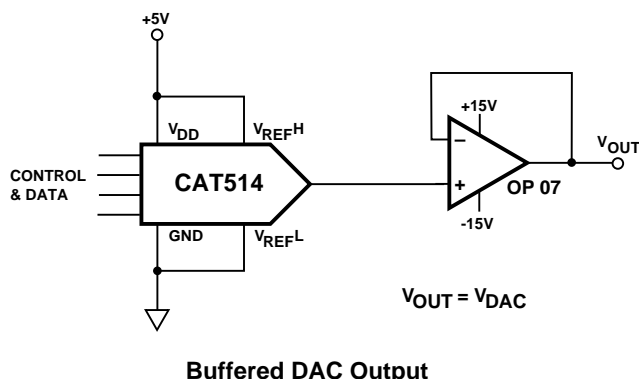 +5V
VDD
VREFH
CONTROL
& DATA
CAT514
GND
VREFL
+15V
–
+
OP 07
-15V
VOUT
VOUT = VDAC
Buffered DAC Output